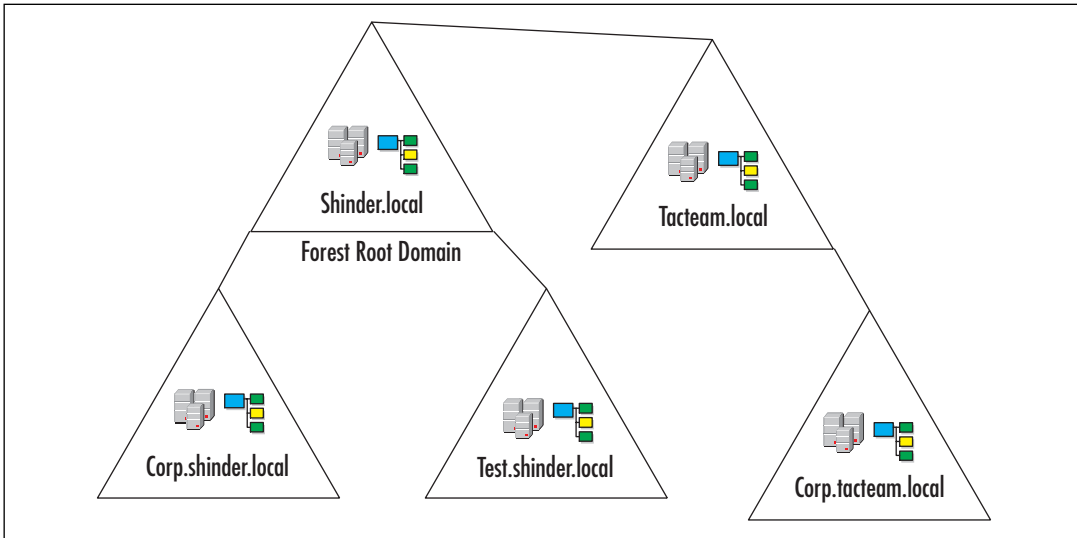 Shinder.local
Tacteam.local
Forest Root Domain
Corp.shinder.local
Test.shinder.local
Corp.tacteam.local